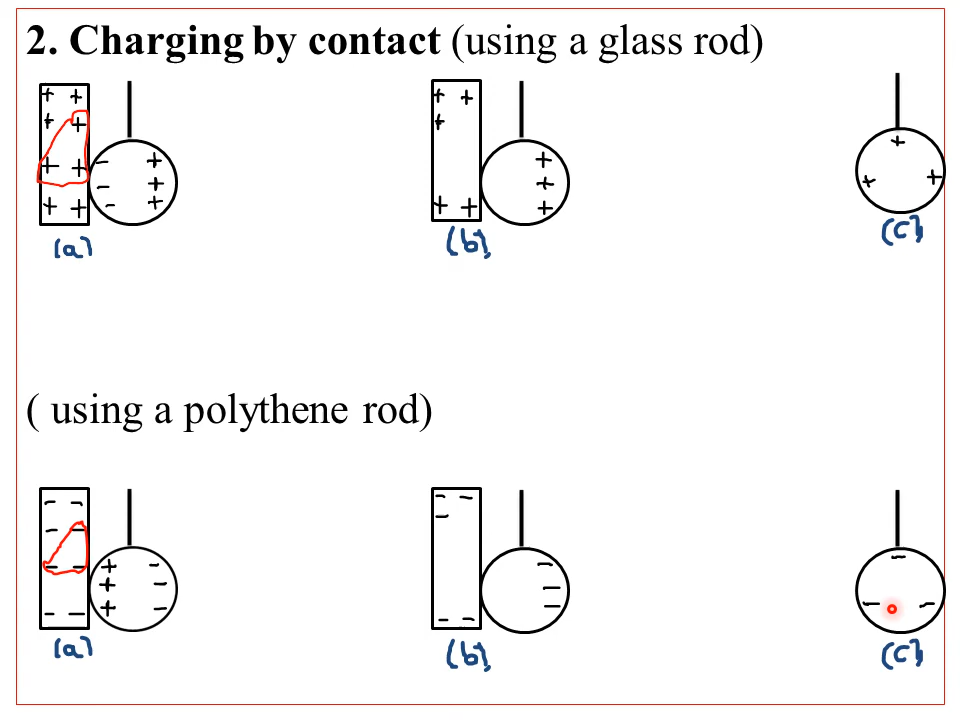 2. Charging by contact (using a glass rod)
+ + + + + + + +
- - - + + +
+ + + + +
+ + +
+ + +
(a) (b) (c)
( using a polythene rod)
- - - - - - - -
+ + + - - -
- - - - -
- - -
- - -
(a) (b) (c)